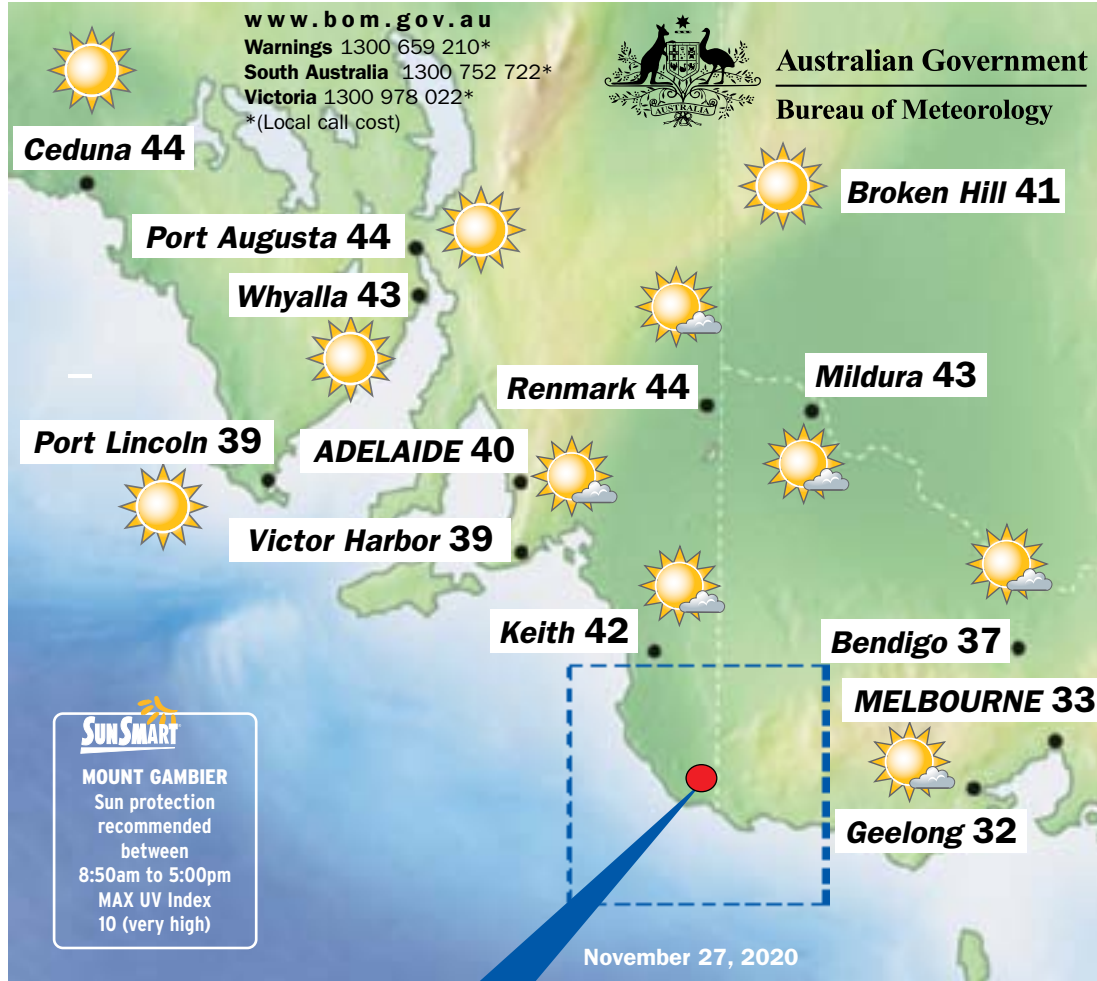 www.bom.gov.au
Warnings 1300 659 210*
South Australia 1300 752 722*
Victoria 1300 978 022*
*(Local call cost)
AUSTRALIA
Australian Government
Bureau of Meteorology
Ceduna 44
Broken Hill 41
Port Augusta 44
Whyalla 43
Renmark 44
Mildura 43
Port Lincoln 39
ADELAIDE 40
Victor Harbor 39
Keith 42
Bendigo 37
MELBOURNE 33
Geelong 32
SUNSMART
MOUNT GAMBIER
Sun protection
recommended
between
8:50am to 5:00pm
MAX UV Index
10 (very high)
November 27, 2020